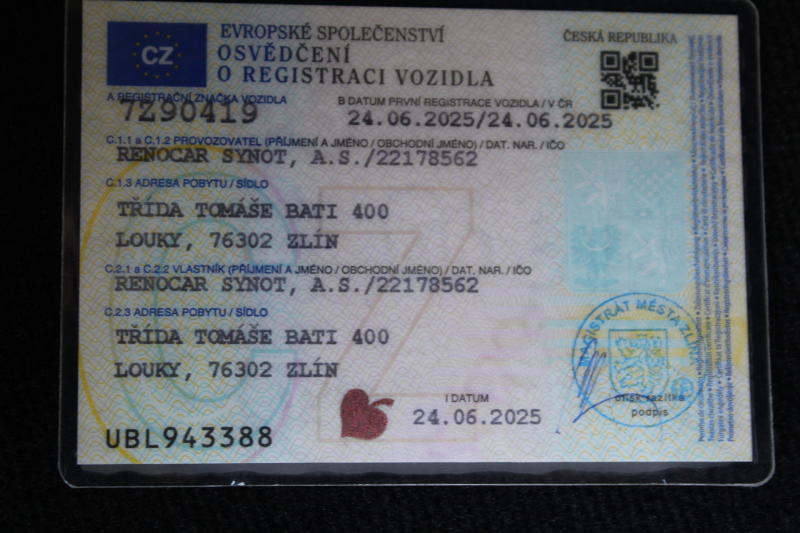 CZ
EVROPSKÉ SPOLEČENSTVÍ
ČESKÁ REPUBLIKA
OSVĚDČENÍ
O REGISTRACI VOZIDLA
A REGISTRAČNÍ ZNAČKA VOZIDLA
B DATUM PRVNÍ REGISTRACE VOZIDLA / V ČR
7Z90419
24.06.2025/24.06.2025
C.1.1 a C.1.2 PROVOZOVATEL (PŘÍJMENÍ A JMÉNO / OBCHODNÍ JMÉNO) / DAT. NAR. / IČO
RENOCAR SYNOT, A.S./22178562
C.1.3 ADRESA POBYTU / SÍDLO
TŘÍDA TOMÁŠE BATI 400
LOUKY, 76302 ZLÍN
C.2.1 a C.2.2 VLASTNÍK (PŘÍJMENÍ A JMÉNO / OBCHODNÍ JMÉNO) / DAT. NAR. / IČO
RENOCAR SYNOT, A.S./22178562
C.2.3 ADRESA POBYTU / SÍDLO
TŘÍDA TOMÁŠE BATI 400
LOUKY, 76302 ZLÍN
MAGISTRÁT MĚSTA ZLÍNA
I DATUM
24.06.2025
otisk razítka
podpis
UBL943388